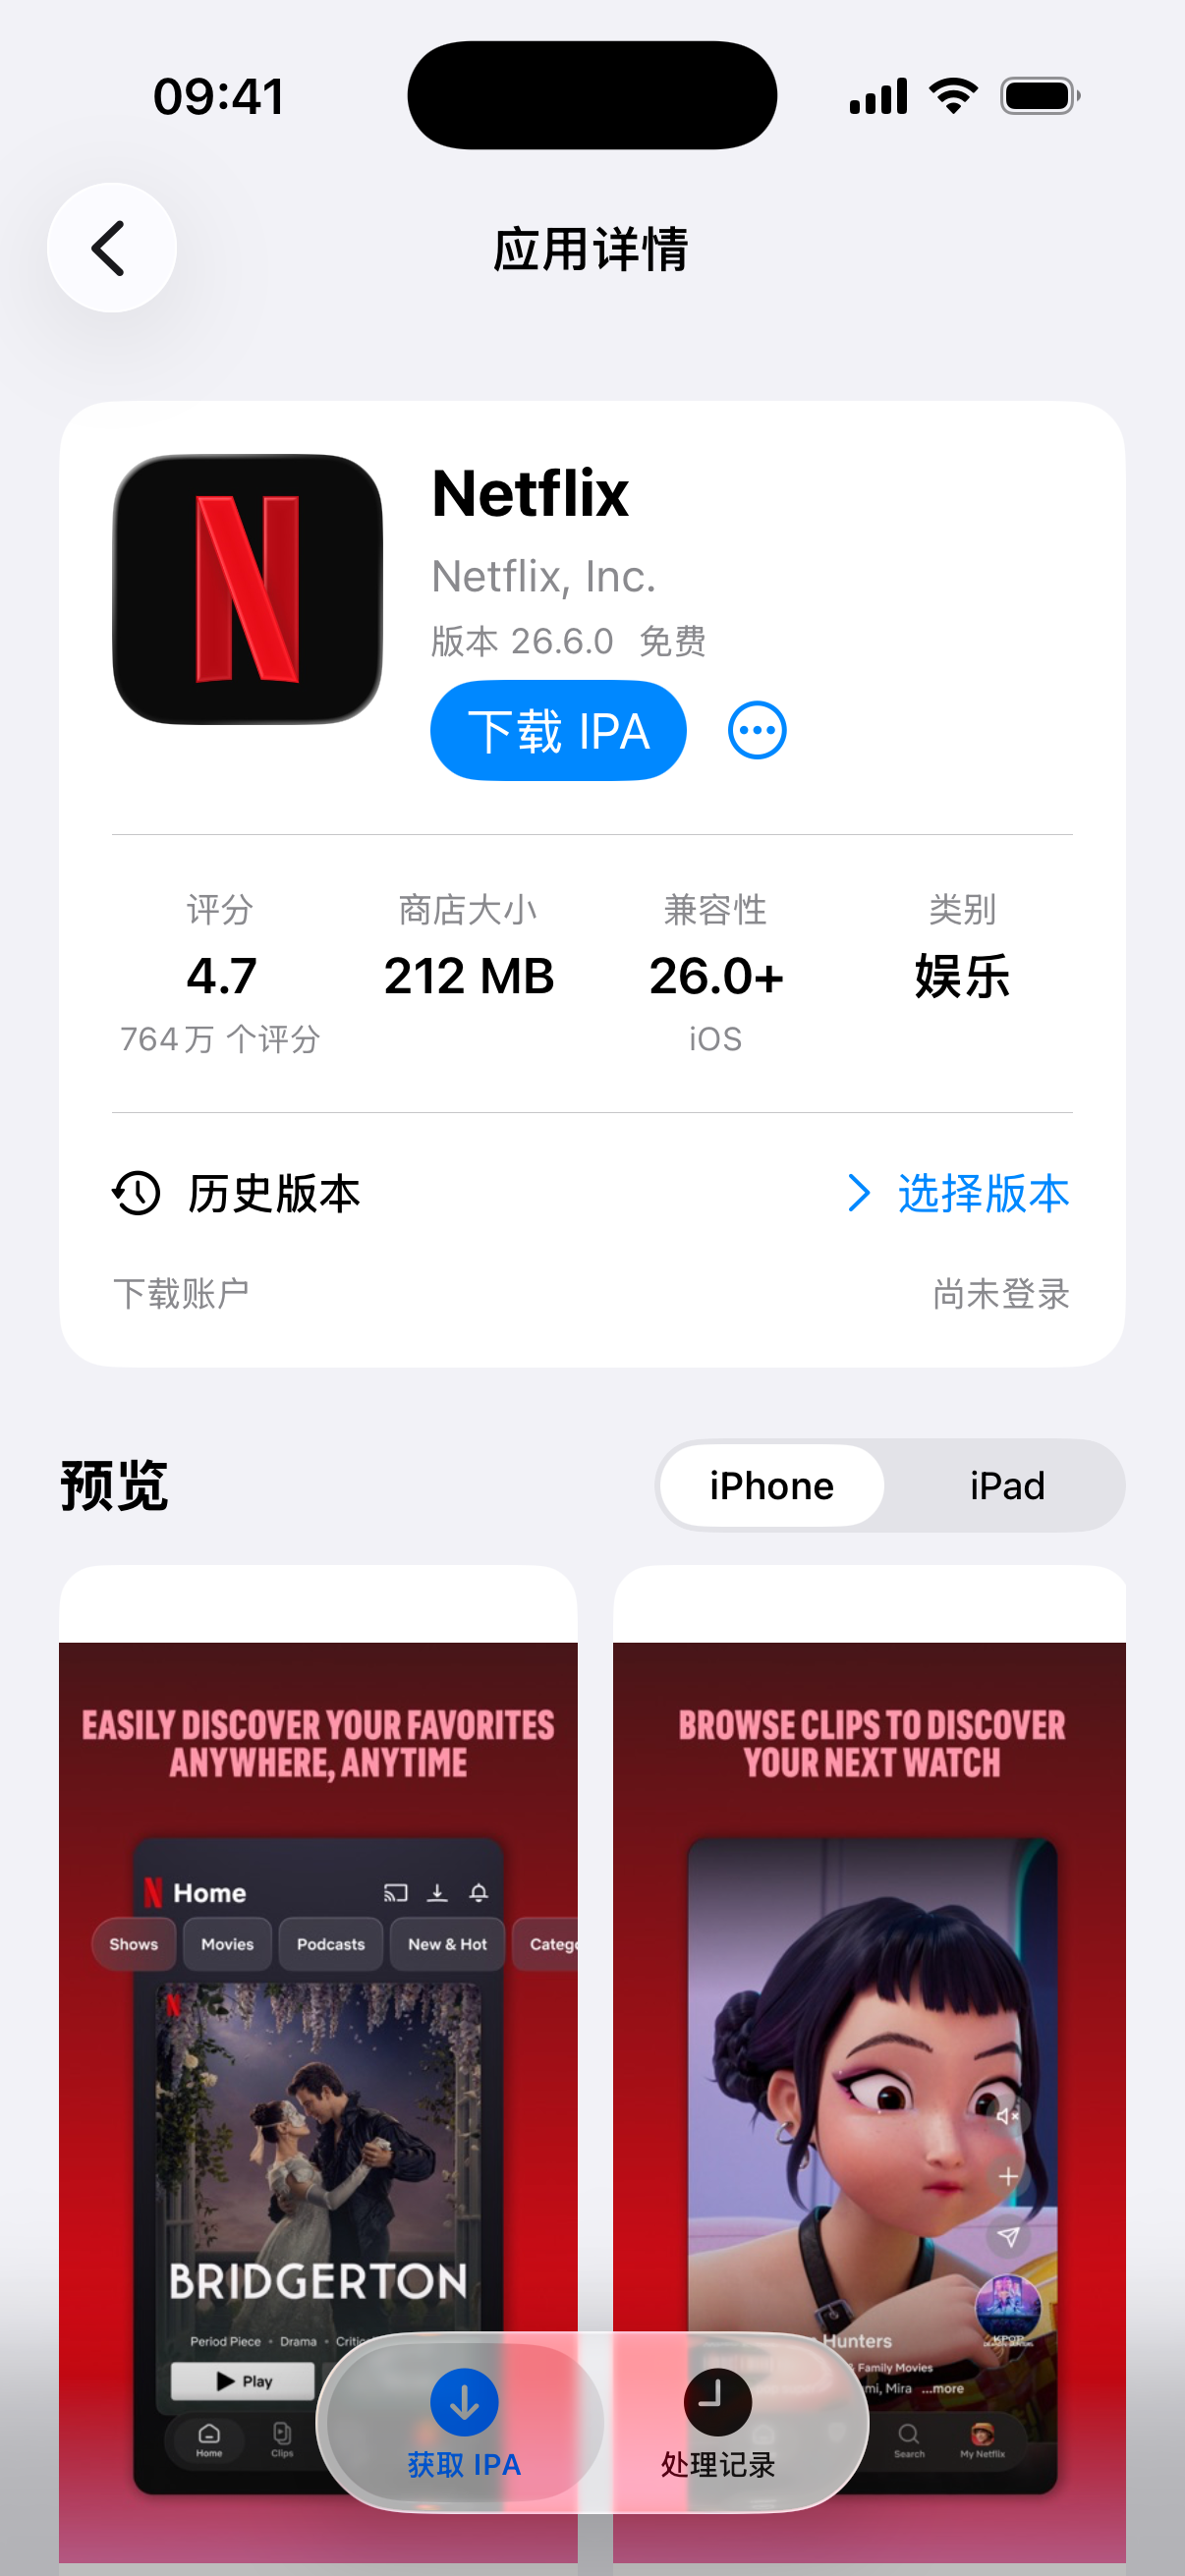 09:41
应用详情
Netflix
Netflix, Inc.
版本 26.6.0 免费
下载 IPA
评分
商店大小
兼容性
类别
4.7
212 MB
26.0+
娱乐
764万 个评分
iOS
历史版本
选择版本
下载账户
尚未登录
预览
iPhone
iPad
EASILY DISCOVER YOUR FAVORITES
ANYWHERE, ANYTIME
Home
Shows
Movies
Podcasts
New & Hot
BRIDGERTON
Period Piece • Drama •
Play
Home
Clips
BROWSE CLIPS TO DISCOVER
YOUR NEXT WATCH
Hunters
& Family Movies
Mira ...more
Search
My Netflix
获取 IPA
处理记录